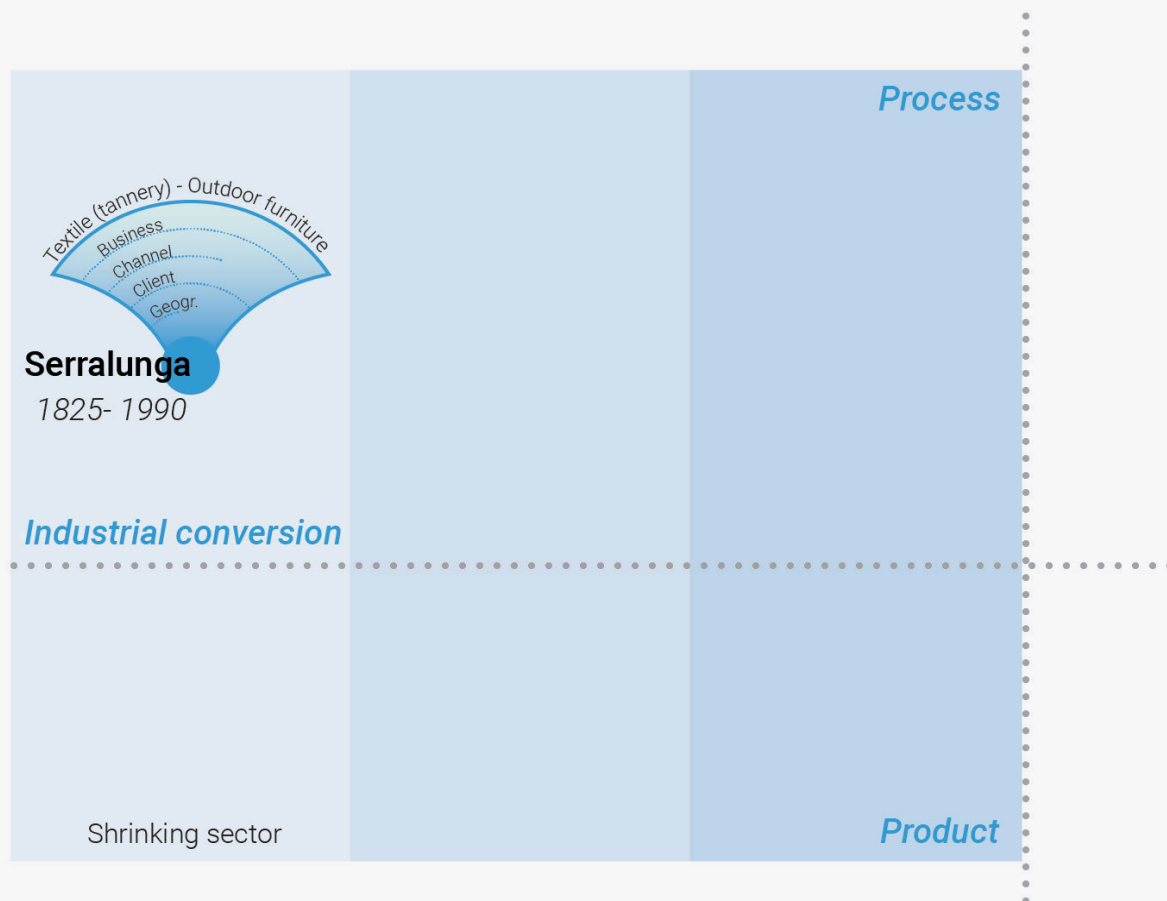 Process
Textile (tannery) - Outdoor furniture
Business
Channel
Client
Geogr.
Serralunga
1825- 1990
Industrial conversion
Shrinking sector
Product